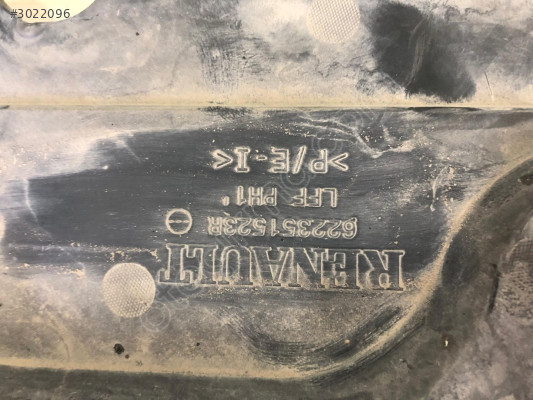 #3022096
RENAULT
622351523R
LFF PH1
>P/E-I<